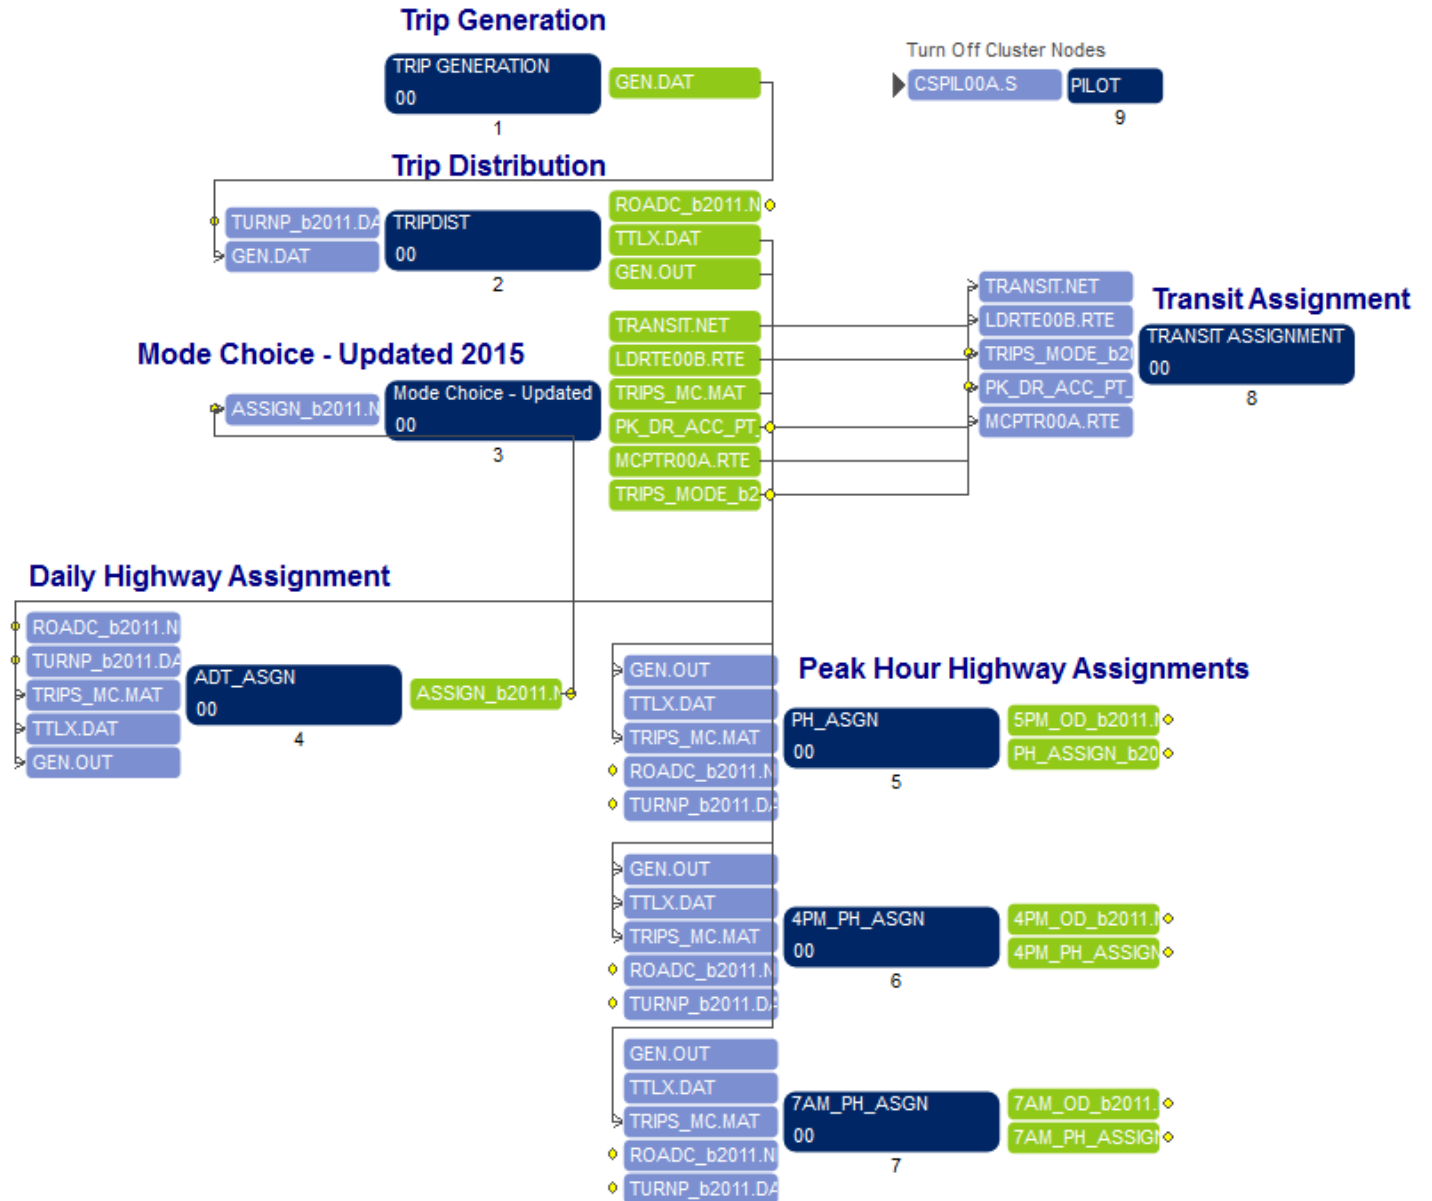 Trip Generation
TRIP GENERATION
00
1
GEN.DAT
Turn Off Cluster Nodes
CSPIL00A.S
PILOT
9
Trip Distribution
TURNP_b2011.DA
GEN.DAT
TRIPDIST
00
2
ROADC_b2011.N
TTLX.DAT
GEN.OUT
Mode Choice - Updated 2015
ASSIGN_b2011.N
Mode Choice - Updated
00
3
TRANSIT.NET
LDRTE00B.RTE
TRIPS_MC.MAT
PK_DR_ACC_PT_
MCPTR00A.RTE
TRIPS_MODE_b2
Transit Assignment
TRANSIT.NET
LDRTE00B.RTE
TRIPS_MODE_b20
PK_DR_ACC_PT_
MCPTR00A.RTE
TRANSIT ASSIGNMENT
00
8
Daily Highway Assignment
ROADC_b2011.N
TURNP_b2011.DA
TRIPS_MC.MAT
TTLX.DAT
GEN.OUT
ADT_ASGN
00
4
ASSIGN_b2011.N
Peak Hour Highway Assignments
GEN.OUT
TTLX.DAT
TRIPS_MC.MAT
ROADC_b2011.N
TURNP_b2011.DA
PH_ASGN
00
5
5PM_OD_b2011.M
PH_ASSIGN_b20
GEN.OUT
TTLX.DAT
TRIPS_MC.MAT
ROADC_b2011.N
TURNP_b2011.DA
4PM_PH_ASGN
00
6
4PM_OD_b2011.M
4PM_PH_ASSIGN
GEN.OUT
TTLX.DAT
TRIPS_MC.MAT
ROADC_b2011.N
TURNP_b2011.DA
7AM_PH_ASGN
00
7
7AM_OD_b2011.
7AM_PH_ASSIGN